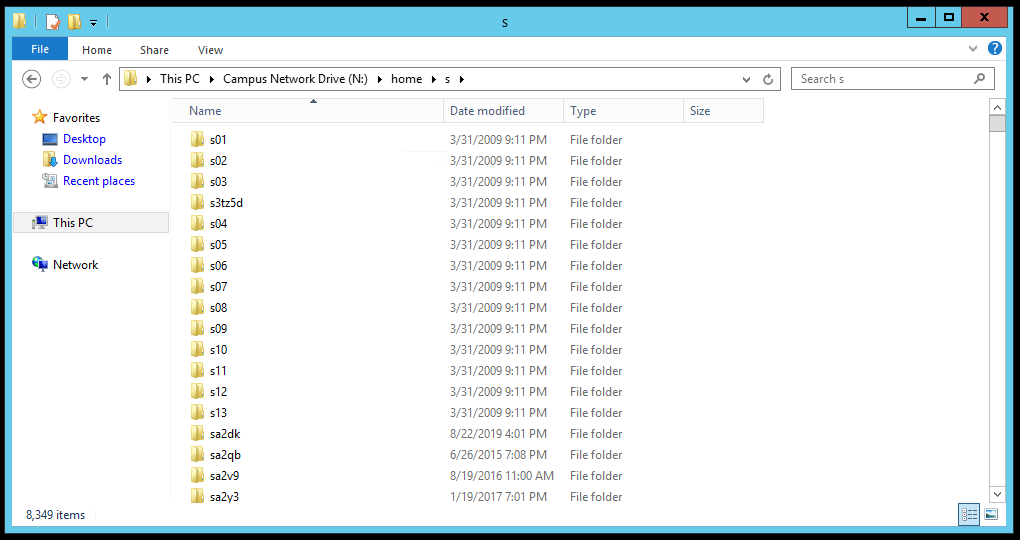 s
File Home Share View
This PC Campus Network Drive (N:) home s
Search s
Name Date modified Type Size
Favorites
Desktop
Downloads
Recent places
This PC
Network
s01 3/31/2009 9:11 PM File folder
s02 3/31/2009 9:11 PM File folder
s03 3/31/2009 9:11 PM File folder
s3tz5d 3/31/2009 9:11 PM File folder
s04 3/31/2009 9:11 PM File folder
s05 3/31/2009 9:11 PM File folder
s06 3/31/2009 9:11 PM File folder
s07 3/31/2009 9:11 PM File folder
s08 3/31/2009 9:11 PM File folder
s09 3/31/2009 9:11 PM File folder
s10 3/31/2009 9:11 PM File folder
s11 3/31/2009 9:11 PM File folder
s12 3/31/2009 9:11 PM File folder
s13 3/31/2009 9:11 PM File folder
sa2dk 8/22/2019 4:01 PM File folder
sa2qb 6/26/2015 7:08 PM File folder
sa2v9 8/19/2016 11:00 AM File folder
sa2y3 1/19/2017 7:01 PM File folder
8,349 items